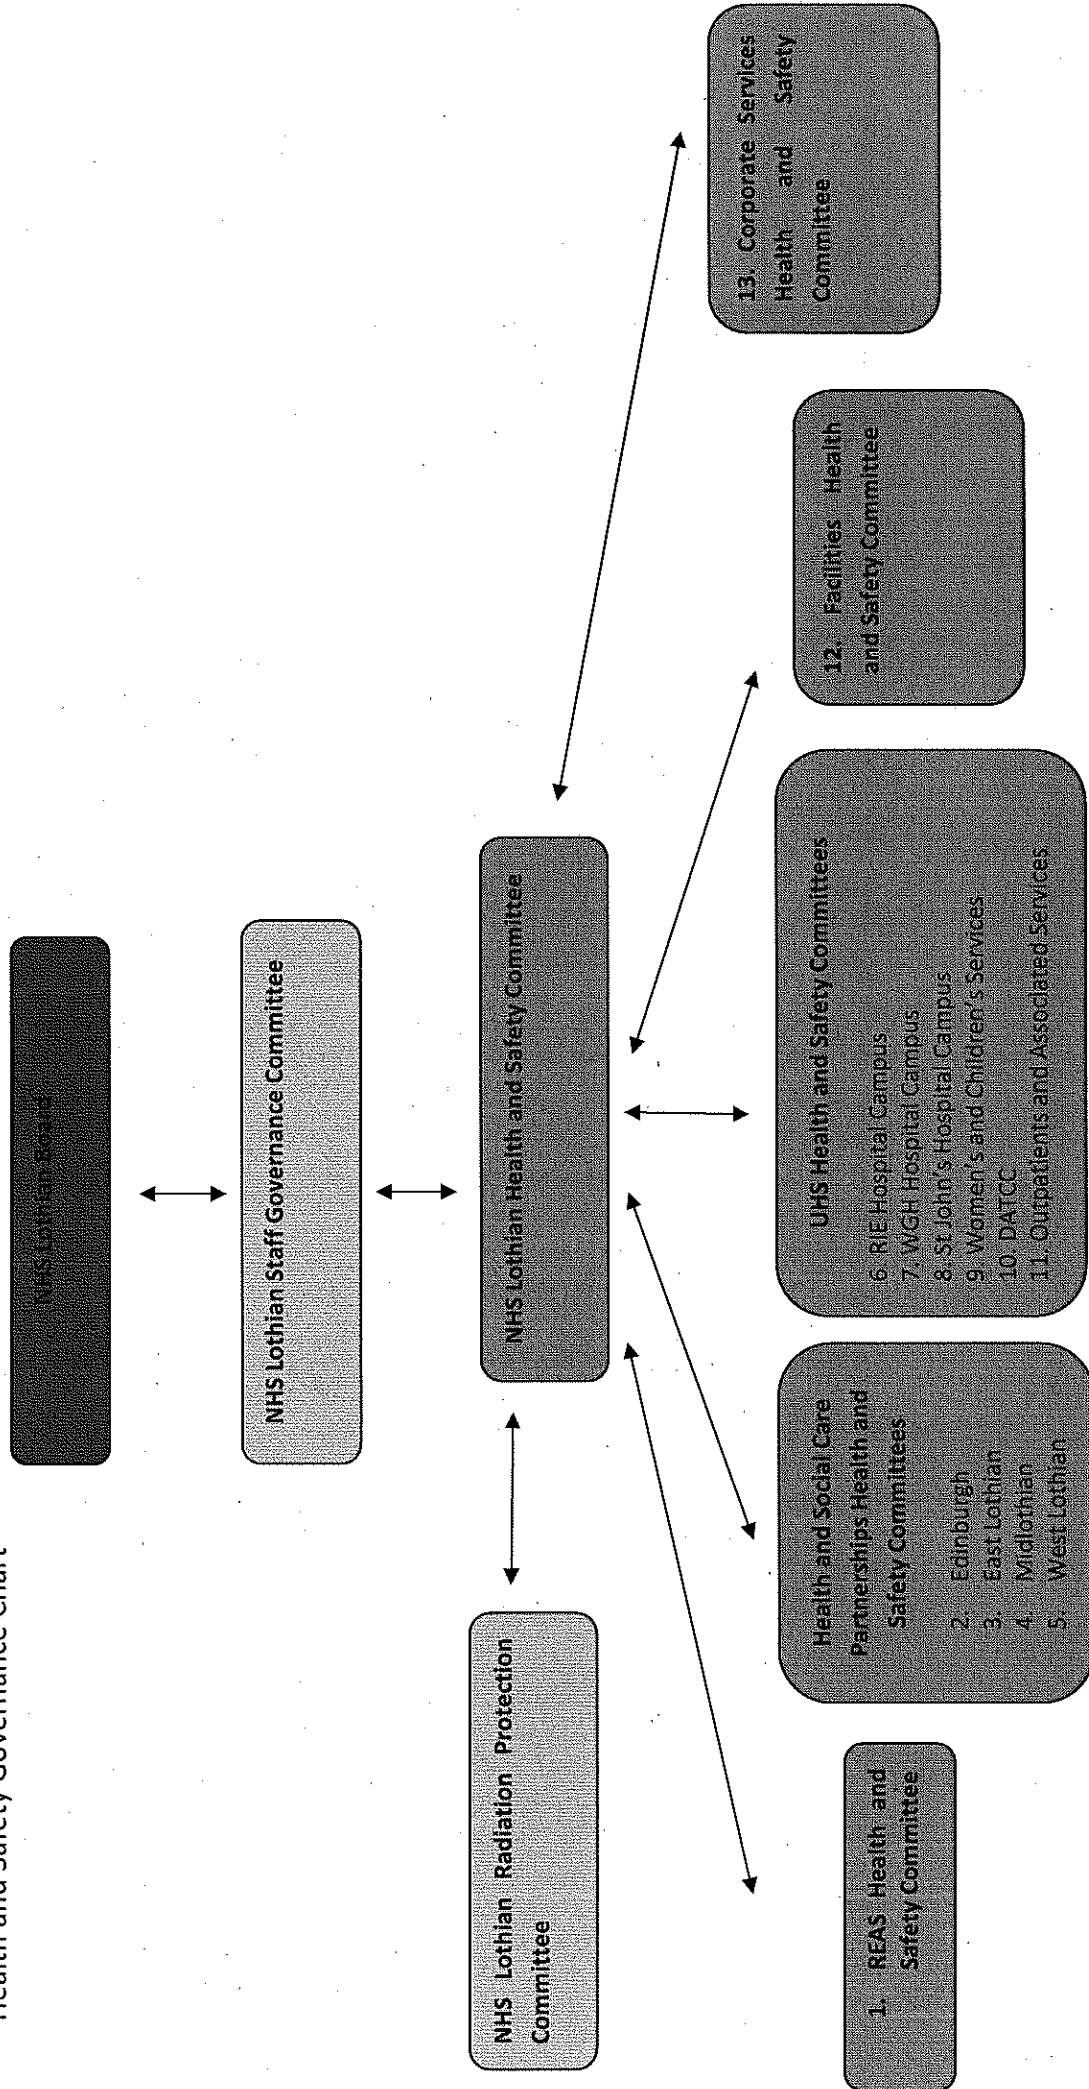 Health and Safety Governance Chart
NHS Lothian Board
NHS Lothian Staff Governance Committee
NHS Lothian Radiation Protection
Committee
NHS Lothian Health and Safety Committee
1. REAS Health and
Safety Committee
Health and Social Care
Partnerships Health and
Safety Committees
2. Edinburgh
3. East Lothian
4. Midlothian
5. West Lothian
UHS Health and Safety Committees
6 RIE Hospital Campus
7. WGH Hospital Campus
8. St John's Hospital Campus
9 Women's and Children's Services
10 DATCC
11. Outpatients and Associated Services
12. Facilities Health
and Safety Committee
13. Corporate Services
Health and Safety
Committee